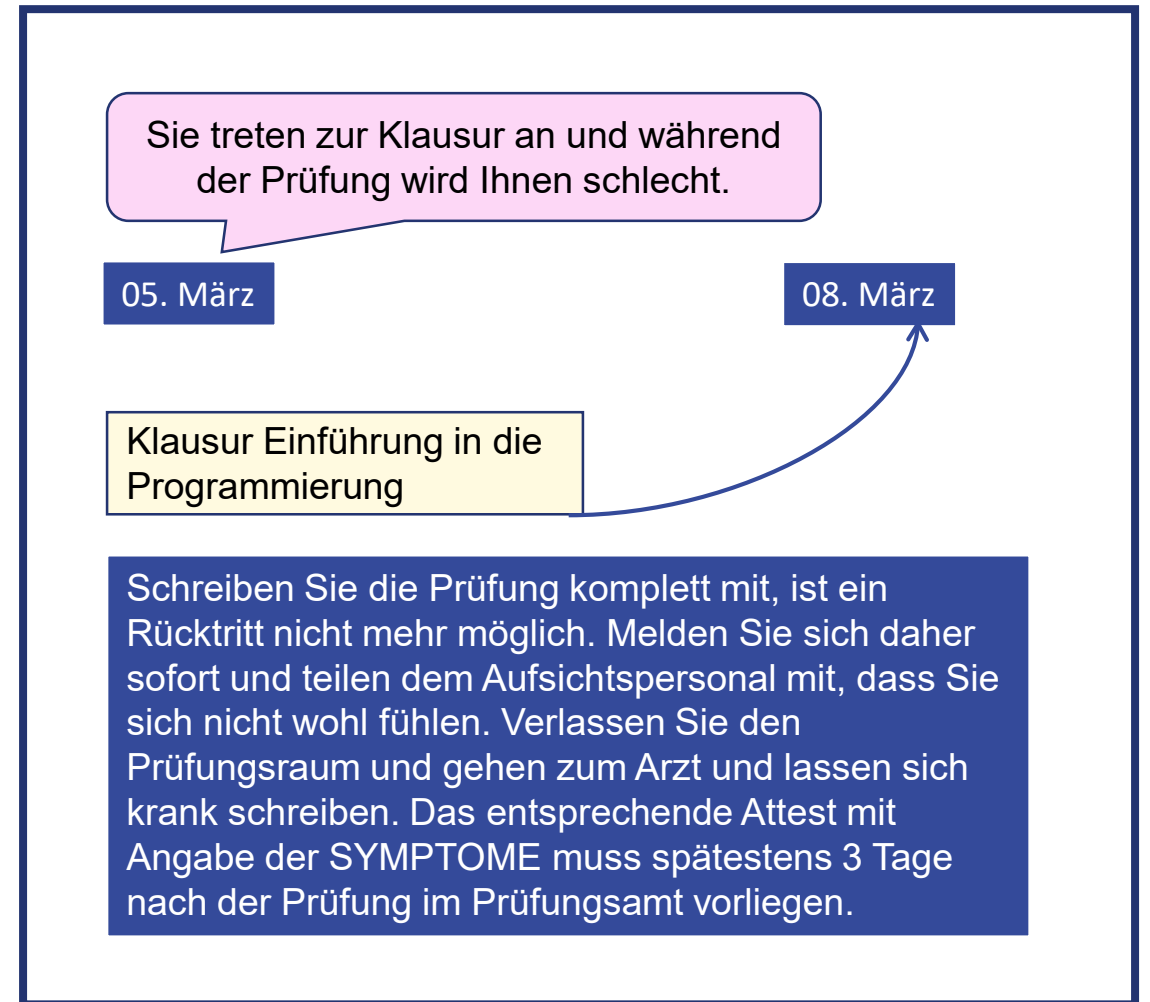 Sie treten zur Klausur an und während
der Prüfung wird Ihnen schlecht.
05. März
08. März
Klausur Einführung in die
Programmierung
Schreiben Sie die Prüfung komplett mit, ist ein
Rücktritt nicht mehr möglich. Melden Sie sich daher
sofort und teilen dem Aufsichtspersonal mit, dass Sie
sich nicht wohl fühlen. Verlassen Sie den
Prüfungsraum und gehen zum Arzt und lassen sich
krank schreiben. Das entsprechende Attest mit
Angabe der SYMPTOME muss spätestens 3 Tage
nach der Prüfung im Prüfungsamt vorliegen.